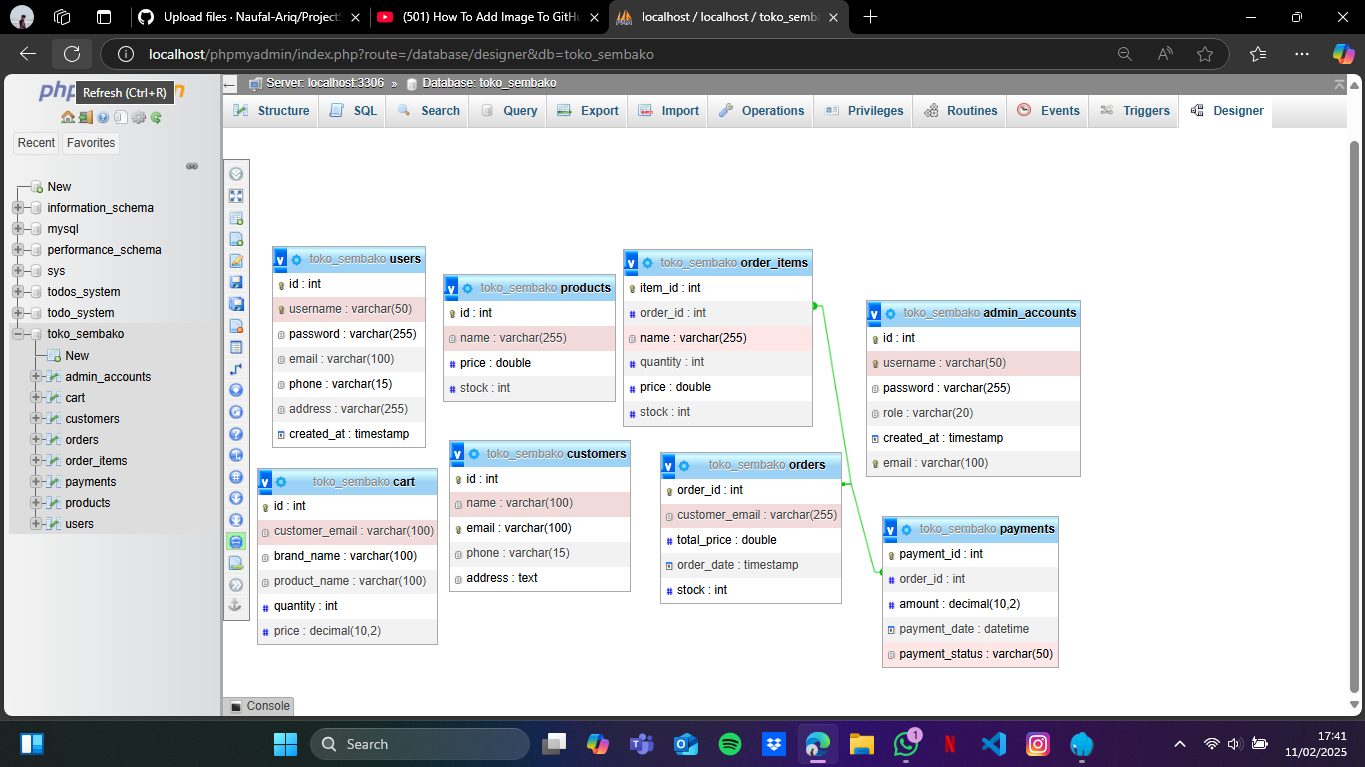 Upload files · Naufal-Ariq/Project
(501) How To Add Image To GitH
localhost / localhost / toko_semba
localhost/phpmyadmin/index.php?route=/database/designer&db=toko_sembako
php
Refresh (Ctrl+R)
Recent
Favorites
New
information_schema
mysql
performance_schema
sys
todos_system
todo_system
toko_sembako
New
admin_accounts
cart
customers
orders
order_items
payments
products
users
Server: localhost:3306 » Database: toko_sembako
Structure
SQL
Search
Query
Export
Import
Operations
Privileges
Routines
Events
Triggers
Designer
v toko_sembako users
id : int
username : varchar(50)
password : varchar(255)
email : varchar(100)
phone : varchar(15)
address : varchar(255)
created_at : timestamp
v toko_sembako products
id : int
name : varchar(255)
price : double
stock : int
v toko_sembako order_items
item_id : int
order_id : int
name : varchar(255)
quantity : int
price : double
stock : int
v toko_sembako admin_accounts
id : int
username : varchar(50)
password : varchar(255)
role : varchar(20)
created_at : timestamp
email : varchar(100)
v toko_sembako cart
id : int
customer_email : varchar(100)
brand_name : varchar(100)
product_name : varchar(100)
quantity : int
price : decimal(10,2)
v toko_sembako customers
id : int
name : varchar(100)
email : varchar(100)
phone : varchar(15)
address : text
v toko_sembako orders
order_id : int
customer_email : varchar(255)
total_price : double
order_date : timestamp
stock : int
v toko_sembako payments
payment_id : int
order_id : int
amount : decimal(10,2)
payment_date : datetime
payment_status : varchar(50)
Console
Search
1
17:41
11/02/2025